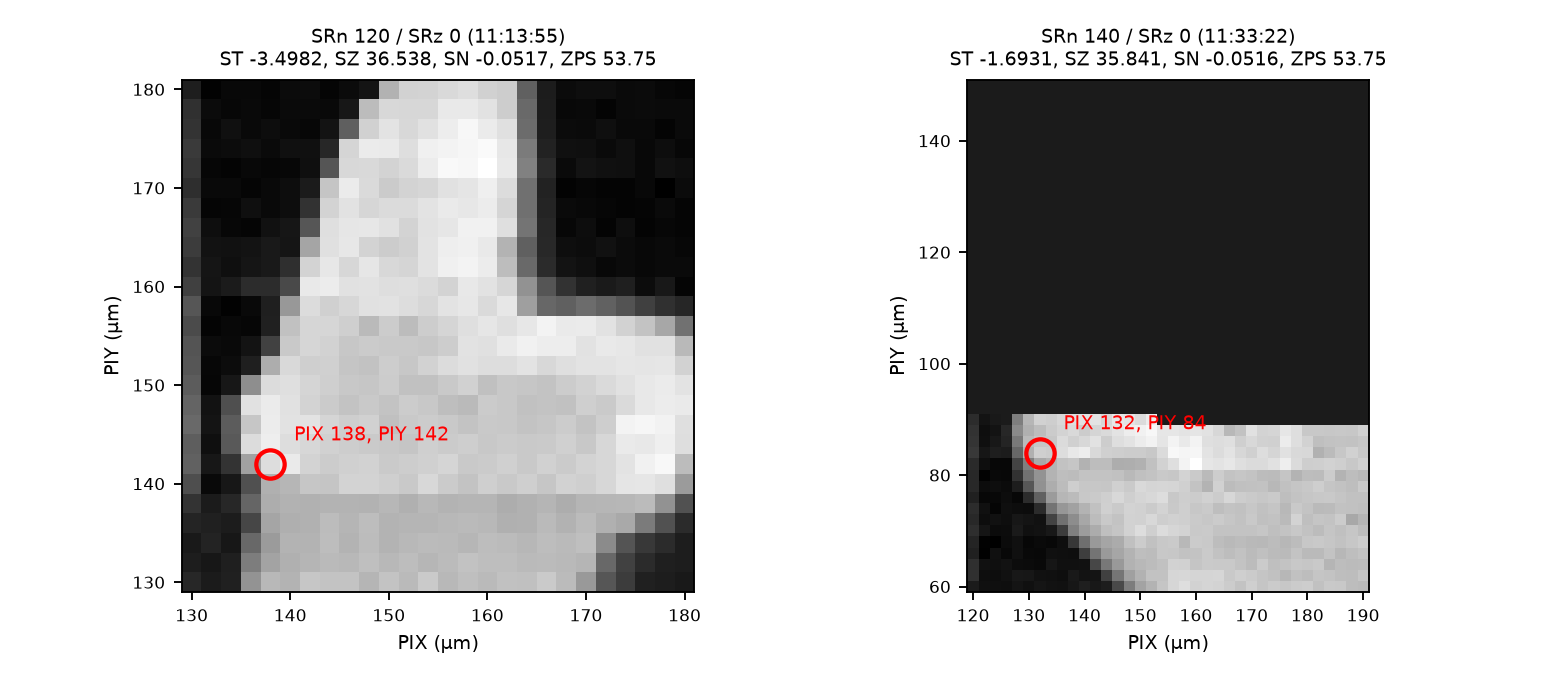 SRn 120 / SRz 0 (11:13:55)
ST -3.4982, SZ 36.538, SN -0.0517, ZPS 53.75
180
170
160
150
140
130
PIY (µm)
PIX 138, PIY 142
130 140 150 160 170 180
PIX (µm)
SRn 140 / SRz 0 (11:33:22)
ST -1.6931, SZ 35.841, SN -0.0516, ZPS 53.75
140
120
100
80
60
PIY (µm)
PIX 132, PIY 84
120 130 140 150 160 170 180 190
PIX (µm)